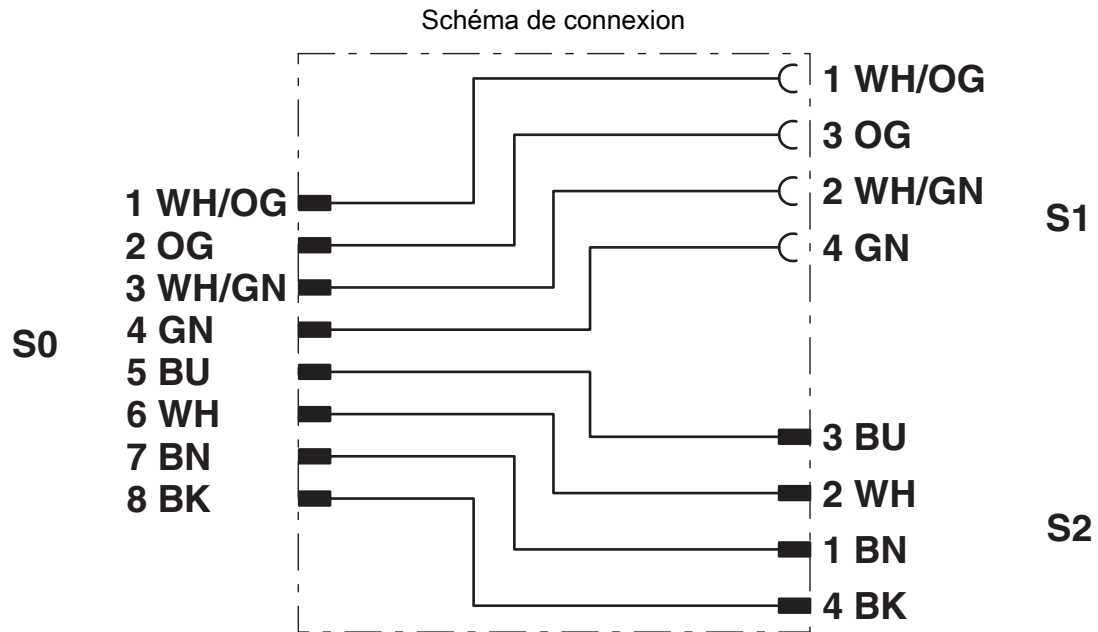 Schéma de connexion
S0
1 WH/OG
2 OG
3 WH/GN
4 GN
5 BU
6 WH
7 BN
8 BK
1 WH/OG
3 OG
2 WH/GN
4 GN
S1
3 BU
2 WH
1 BN
4 BK
S2